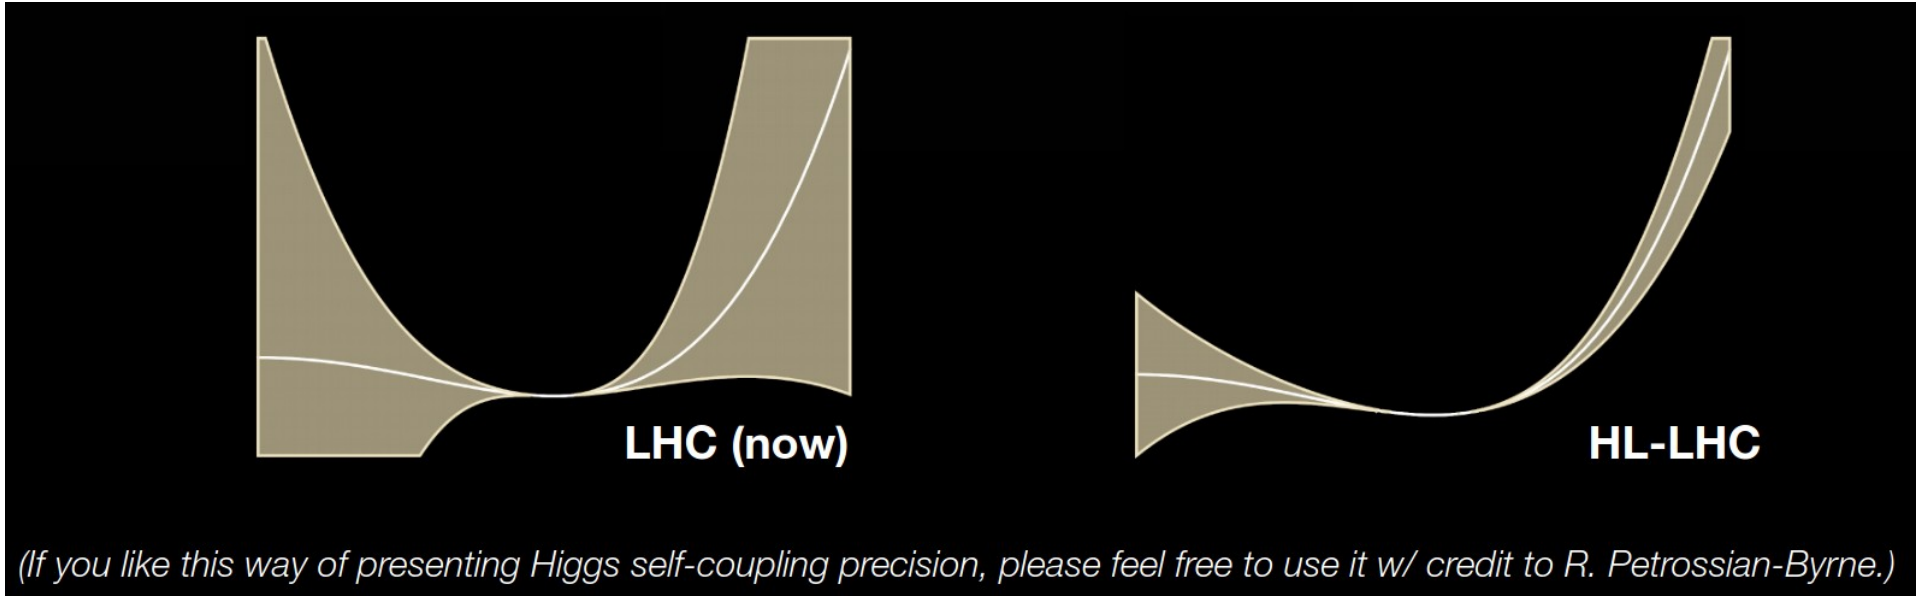 LHC (now)
HL-LHC
(If you like this way of presenting Higgs self-coupling precision, please feel free to use it w/ credit to R. Petrossian-Byrne.)